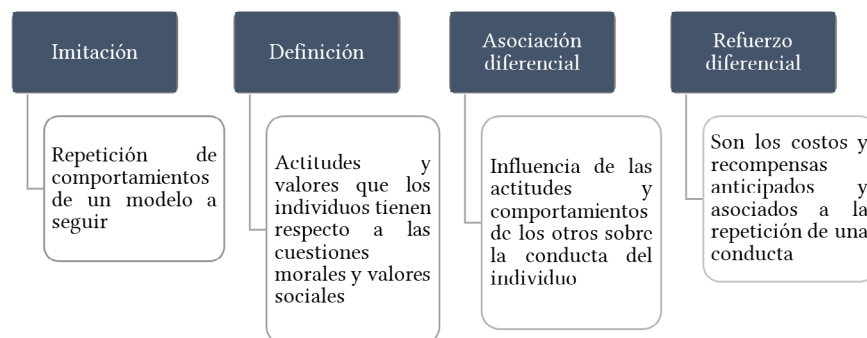 Imitación
Repetición de
comportamientos
de un modelo a
seguir
Definición
Actitudes y
valores que los
individuos tienen
respecto a las
cuestiones
morales y valores
sociales
Asociación
diferencial
Influencia de las
actitudes y
comportamientos
de los otros sobre
la conducta del
individuo
Refuerzo
diferencial
Son los costos y
recompensas
anticipados y
asociados a la
repetición de una
conducta